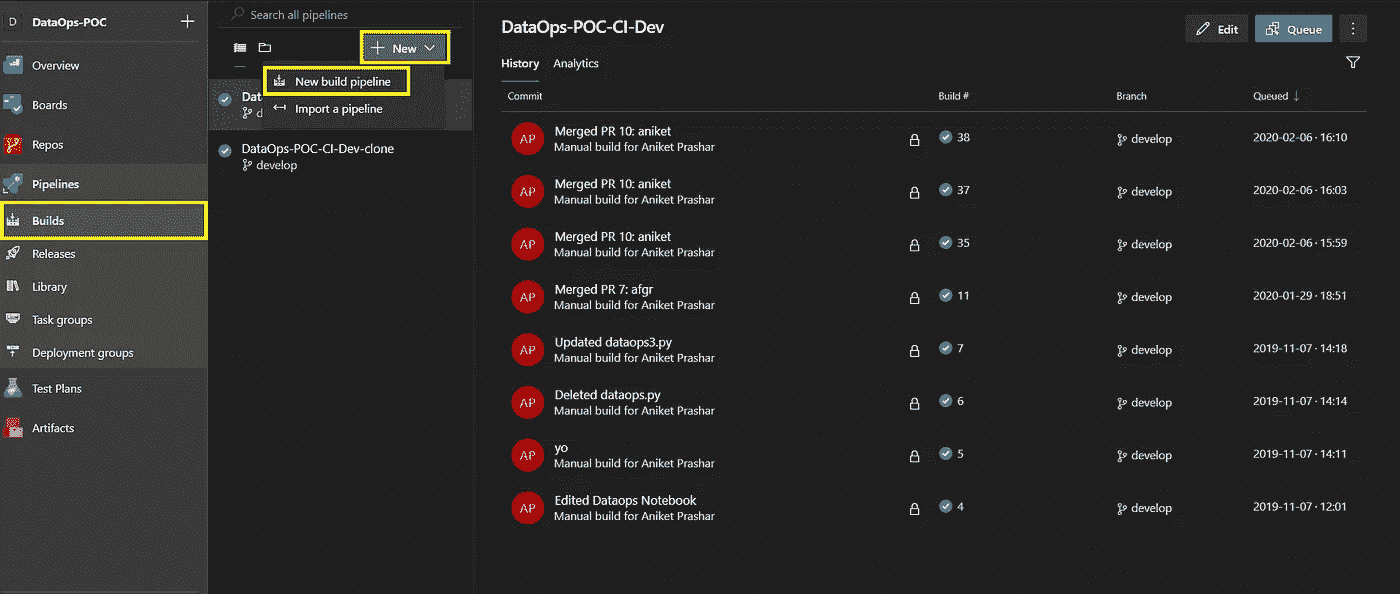 D DataOps-POC
Overview
Boards
Repos
Pipelines
Builds
Releases
Library
Task groups
Deployment groups
Test Plans
Artifacts
Search all pipelines
New
New build pipeline
Import a pipeline
Dat
d
DataOps-POC-CI-Dev-clone
develop
DataOps-POC-CI-Dev
Edit Queue
History Analytics
Commit Build # Branch Queued ↓
AP Merged PR 10: aniket 38 develop 2020-02-06 · 16:10
Manual build for Aniket Prashar
AP Merged PR 10: aniket 37 develop 2020-02-06 · 16:03
Manual build for Aniket Prashar
AP Merged PR 10: aniket 35 develop 2020-02-06 · 15:59
Manual build for Aniket Prashar
AP Merged PR 7: afgr 11 develop 2020-01-29 · 18:51
Manual build for Aniket Prashar
AP Updated dataops3.py 7 develop 2019-11-07 · 14:18
Manual build for Aniket Prashar
AP Deleted dataops.py 6 develop 2019-11-07 · 14:14
Manual build for Aniket Prashar
AP yo 5 develop 2019-11-07 · 14:11
Manual build for Aniket Prashar
AP Edited Dataops Notebook 4 develop 2019-11-07 · 12:01
Manual build for Aniket Prashar